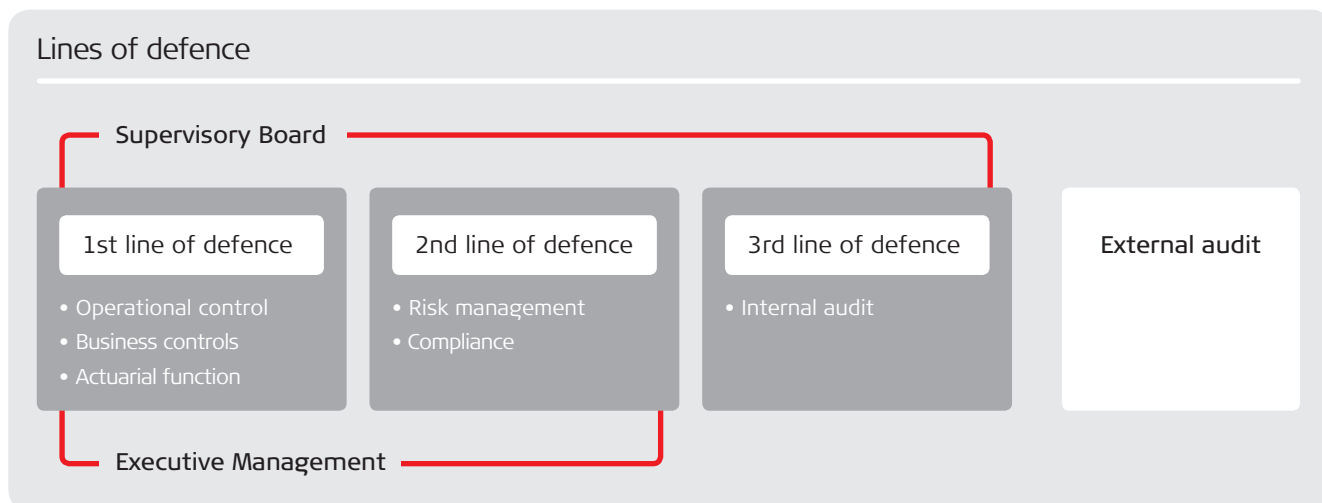 Lines of defence
Supervisory Board
1st line of defence
• Operational control
• Business controls
• Actuarial function
2nd line of defence
• Risk management
• Compliance
3rd line of defence
• Internal audit
External audit
Executive Management